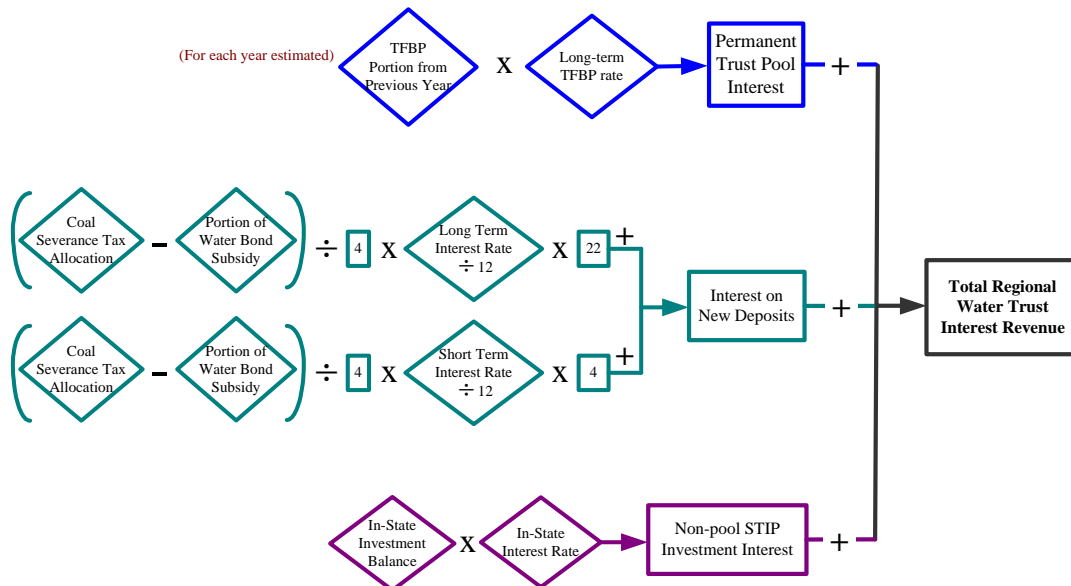 (For each year estimated)
TFBP
Portion from
Previous Year
X
Long-term
TFBP rate
Permanent
Trust Pool
Interest
+
(
Coal
Severance Tax
Allocation
–
Portion of
Water Bond
Subsidy
)
÷
4
X
Long Term
Interest Rate
÷ 12
X
22
+
(
Coal
Severance Tax
Allocation
–
Portion of
Water Bond
Subsidy
)
÷
4
X
Short Term
Interest Rate
÷ 12
X
4
+
Interest on
New Deposits
+
In-State
Investment
Balance
X
In-State
Interest Rate
Non-pool STIP
Investment Interest
+
Total Regional
Water Trust
Interest Revenue